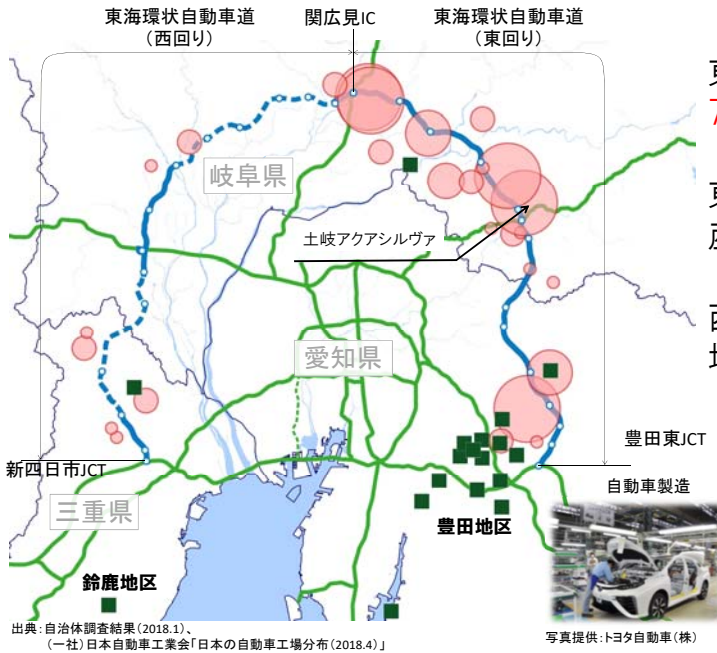 東海環状自動車道
（西回り）
関広見IC
東海環状自動車道
（東回り）
岐阜県
土岐アクアシルヴァ
愛知県
豊田東JCT
新四日市JCT
自動車製造
三重県
豊田地区
鈴鹿地区
出典：自治体調査結果（2018.1）、
（一社）日本自動車工業会「日本の自動車工場分布（2018.4）」
写真提供：トヨタ自動車（株）